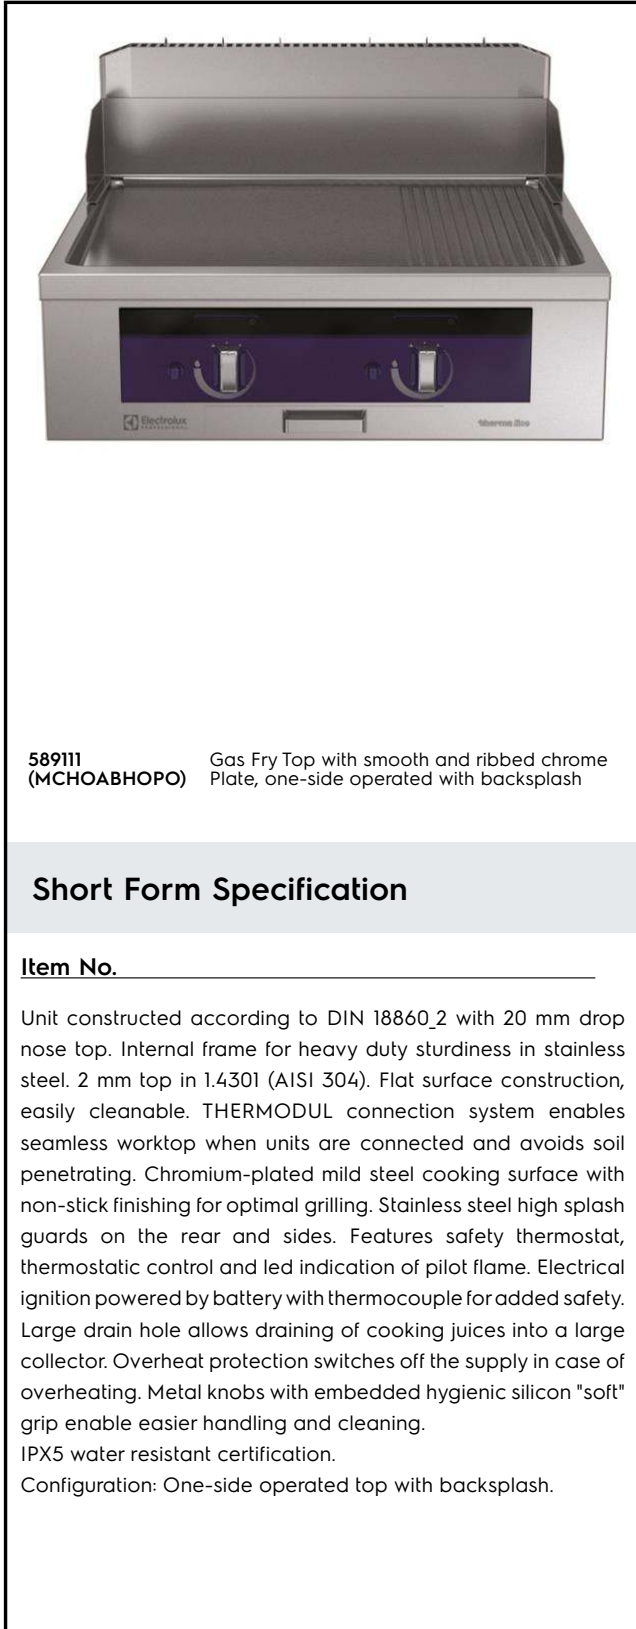 Electrolux
PROFESSIONAL
therma line
589111
(MCHOABHOPO)
Gas Fry Top with smooth and ribbed chrome
Plate, one-side operated with backsplash
Short Form Specification
Item No.
Unit constructed according to DIN 18860_2 with 20 mm drop
nose top. Internal frame for heavy duty sturdiness in stainless
steel. 2 mm top in 1.4301 (AISI 304). Flat surface construction,
easily cleanable. THERMODUL connection system enables
seamless worktop when units are connected and avoids soil
penetrating. Chromium-plated mild steel cooking surface with
non-stick finishing for optimal grilling. Stainless steel high splash
guards on the rear and sides. Features safety thermostat,
thermostatic control and led indication of pilot flame. Electrical
ignition powered by battery with thermocouple for added safety.
Large drain hole allows draining of cooking juices into a large
collector. Overheat protection switches off the supply in case of
overheating. Metal knobs with embedded hygienic silicon "soft"
grip enable easier handling and cleaning.
IPX5 water resistant certification.
Configuration: One-side operated top with backsplash.